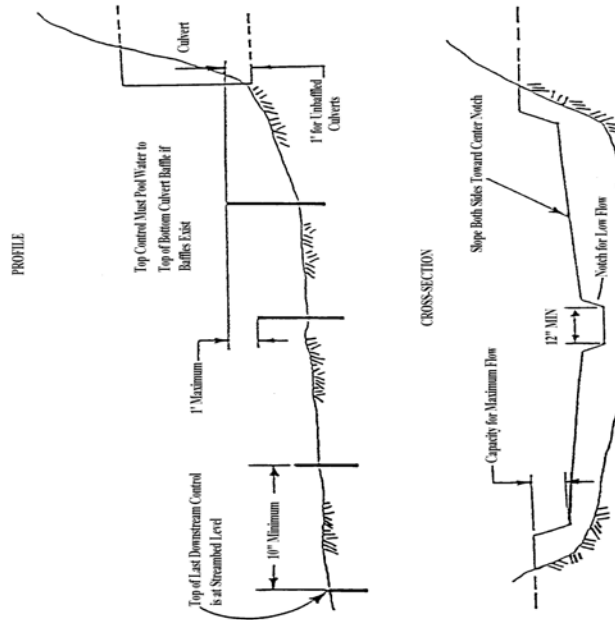 PROFILE
Culvert
Top Control Must Pool Water to
Top of Bottom Culvert Baffle if
Baffles Exist
1' for Unbaffled
Culverts
1' Maximum
10" Minimum
Top of Last Downstream Control
is at Streambed Level
CROSS-SECTION
Slope Both Sides Toward Center Notch
Notch for Low Flow
12" MIN
Capacity for Maximum Flow